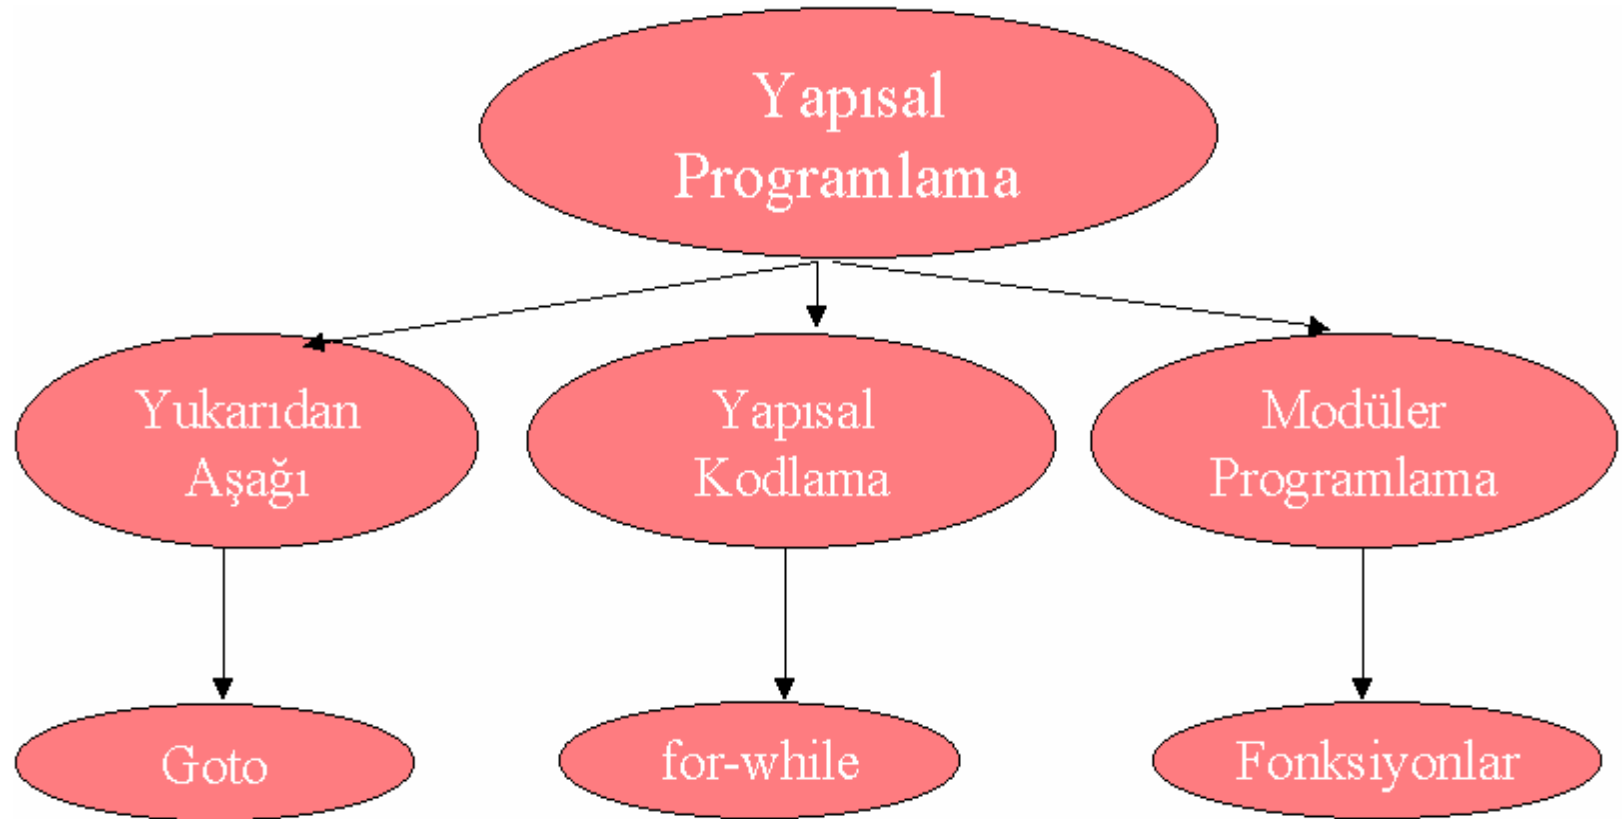 Yapısal
Programlama
Yukarıdan
Aşağı
Yapısal
Kodlama
Modüler
Programlama
Goto
for-while
Fonksiyonlar